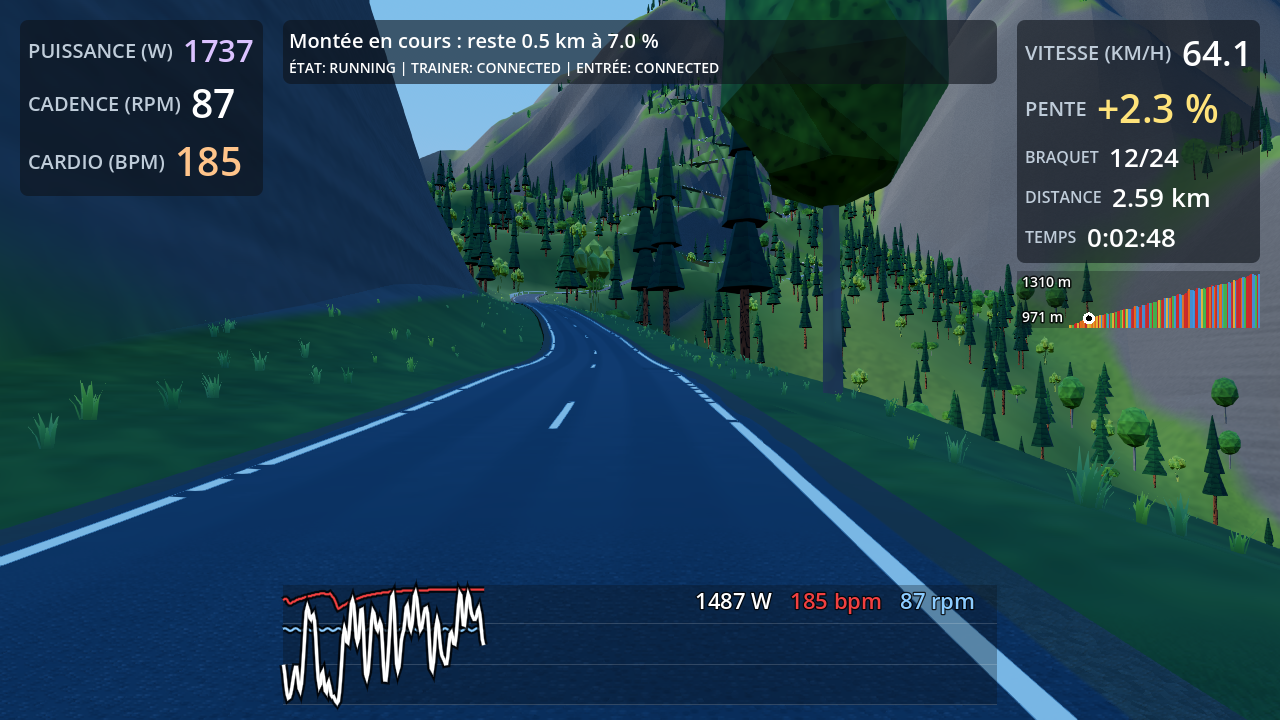 PUISSANCE (W) 1737
CADENCE (RPM) 87
CARDIO (BPM) 185
Montée en cours : reste 0.5 km à 7.0 %
ÉTAT: RUNNING | TRAINER: CONNECTED | ENTRÉE: CONNECTED
VITESSE (KM/H) 64.1
PENTE +2.3 %
BRAQUET 12/24
DISTANCE 2.59 km
TEMPS 0:02:48
1310 m
971 m
1487 W 185 bpm 87 rpm